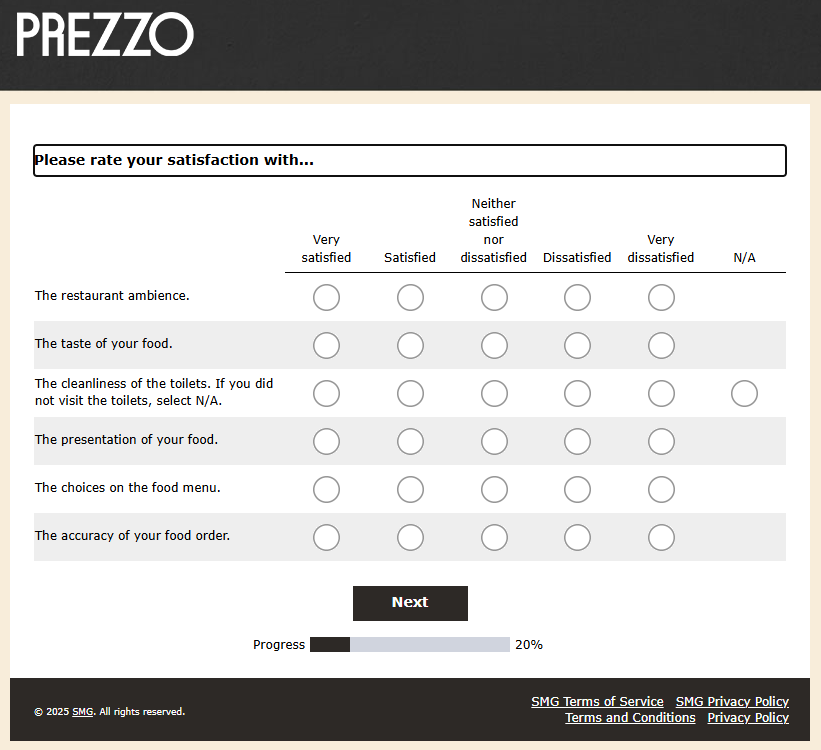 PREZZO
Please rate your satisfaction with...
Very satisfied
Satisfied
Neither satisfied nor dissatisfied
Dissatisfied
Very dissatisfied
N/A
The restaurant ambience.
The taste of your food.
The cleanliness of the toilets. If you did
not visit the toilets, select N/A.
The presentation of your food.
The choices on the food menu.
The accuracy of your food order.
Next
Progress 20%
© 2025 SMG. All rights reserved.
SMG Terms of Service SMG Privacy Policy
Terms and Conditions Privacy Policy